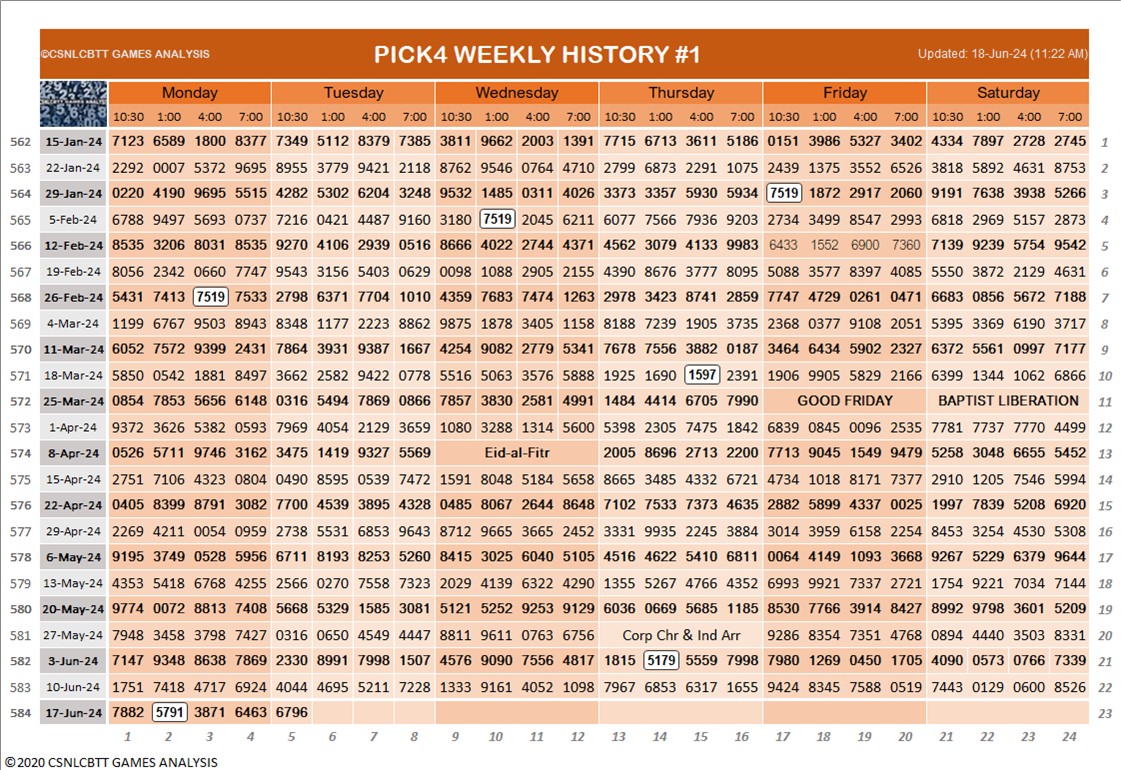 ©CSNLCBTT GAMES ANALYSIS PICK4 WEEKLY HISTORY #1 Updated: 18-Jun-24 (11:22 AM)
Monday Tuesday Wednesday Thursday Friday Saturday
10:30 1:00 4:00 7:00 10:30 1:00 4:00 7:00 10:30 1:00 4:00 12:00 10:30 1:00 4:00 7:00 10:30 1:00 4:00 7:00 10:30 1:00 4:00 7:00
562 15-Jan-24 7123 6589 1800 8377 7349 5112 8379 7385 3811 9662 2003 1391 7715 6713 3611 5186 0151 3986 5327 3402 4334 7897 2728 2745 1
563 22-Jan-24 2292 0007 5372 9695 8955 3779 9421 2118 8762 9546 0764 4710 2799 6873 2291 1075 2439 1375 3552 6526 3818 5892 4631 8753 2
564 29-Jan-24 0220 4190 9695 5515 4282 5302 6204 3248 9532 1485 0311 4026 3373 3357 5930 5934 7519 1872 2917 2060 9191 7638 3938 5266 3
565 5-Feb-24 6788 9497 5693 0737 7216 0421 4487 9160 3180 7519 2045 6211 6077 7566 7936 9203 2734 3499 8547 2993 6818 2969 5157 2873 4
566 12-Feb-24 8535 3206 8031 8535 9270 4106 2939 0516 8666 4022 2744 4371 4562 3079 4133 9983 6433 1552 6900 7360 7139 9239 5754 9542 5
567 19-Feb-24 8056 2342 0660 7747 9543 3156 5403 0629 0098 1088 2905 2155 4390 8676 3777 8095 5088 3577 8397 4085 5550 3872 2129 4631 6
568 26-Feb-24 5431 7413 7519 7533 2798 6371 7704 1010 4359 7683 7474 1263 2978 3423 8741 2859 7747 4729 0261 0471 6683 0856 5672 7188 7
569 4-Mar-24 1199 6767 9503 8943 8348 1177 2223 8862 9875 1878 3405 1158 8188 7239 1905 3735 2368 0377 9108 2051 5395 3369 6190 3717 8
570 11-Mar-24 6052 7572 9399 2431 7864 3931 9387 1667 4254 9082 2779 5341 7678 7556 3882 0187 3464 6434 5902 2327 6372 5561 0997 7177 9
571 18-Mar-24 5850 0542 1881 8497 3662 2582 9422 0778 5516 5063 3576 5888 1925 1690 1597 2391 1906 9905 5829 2166 6399 1344 1062 6866 10
572 25-Mar-24 0854 7853 5656 6148 0316 5494 7869 0866 7857 3830 2581 4991 1484 4414 6705 7990 GOOD FRIDAY BAPTIST LIBERATION 11
573 1-Apr-24 9372 3626 5382 0593 7969 4054 2129 3659 1080 3288 1314 5600 5398 2305 7475 1842 6839 0845 0096 2535 7781 7737 7770 4499 12
574 8-Apr-24 0526 5711 9746 3162 3475 1419 9327 5569 Eid-al-Fitr 2005 8696 2713 2200 7713 9045 1549 9479 5258 3048 6655 5452 13
575 15-Apr-24 2751 7106 4323 0804 0490 8595 0539 7472 1591 8048 5184 5658 8665 3485 4332 6721 4734 1018 8171 7377 2910 1205 7546 5994 14
576 22-Apr-24 0405 8399 8791 3082 7700 4539 3895 4328 0485 8067 2644 8648 7102 7533 7373 4635 2882 5899 4337 0025 1997 7839 5208 6920 15
577 29-Apr-24 2269 4211 0054 0959 2738 5531 6853 9643 8712 9665 3665 2452 3331 9935 2245 3884 3014 3959 6158 2254 8453 3254 4530 5308 16
578 6-May-24 9195 3749 0528 5956 6711 8193 8253 5260 8415 3025 6040 5105 4516 4622 5410 6811 0064 4149 1093 3668 9267 5229 6379 9644 17
579 13-May-24 4353 5418 6768 4255 2566 0270 7558 7323 2029 4139 6322 4290 1355 5267 4766 4352 6993 9921 7337 2721 1754 9221 7034 7144 18
580 20-May-24 9774 0072 8813 7408 5668 5329 1585 3081 5121 5252 9253 9129 6036 0669 5685 1185 8530 7766 3914 8427 8992 9798 3601 5209 19
581 27-May-24 7948 3458 3798 7427 0316 0650 4549 4447 8811 9611 0763 6756 Corp Chr & Ind Arr 9286 8354 7351 4768 0894 4440 3503 8331 20
582 3-Jun-24 7147 9348 8638 7869 2330 8991 7998 1507 4576 9090 7556 4817 1815 5179 5559 7998 7980 1269 0450 1705 4090 0573 0766 7339 21
583 10-Jun-24 1751 7418 4717 6924 4044 4695 5211 7228 1333 9161 4052 1098 7967 6853 6317 1655 9424 8345 7588 0519 7443 0129 0600 8526 22
584 17-Jun-24 7882 5791 3871 6463 6796 23
1 2 3 4 5 6 7 8 9 10 11 12 13 14 15 16 17 18 19 20 21 22 23 24
©2020 CSNLCBTT GAMES ANALYSIS